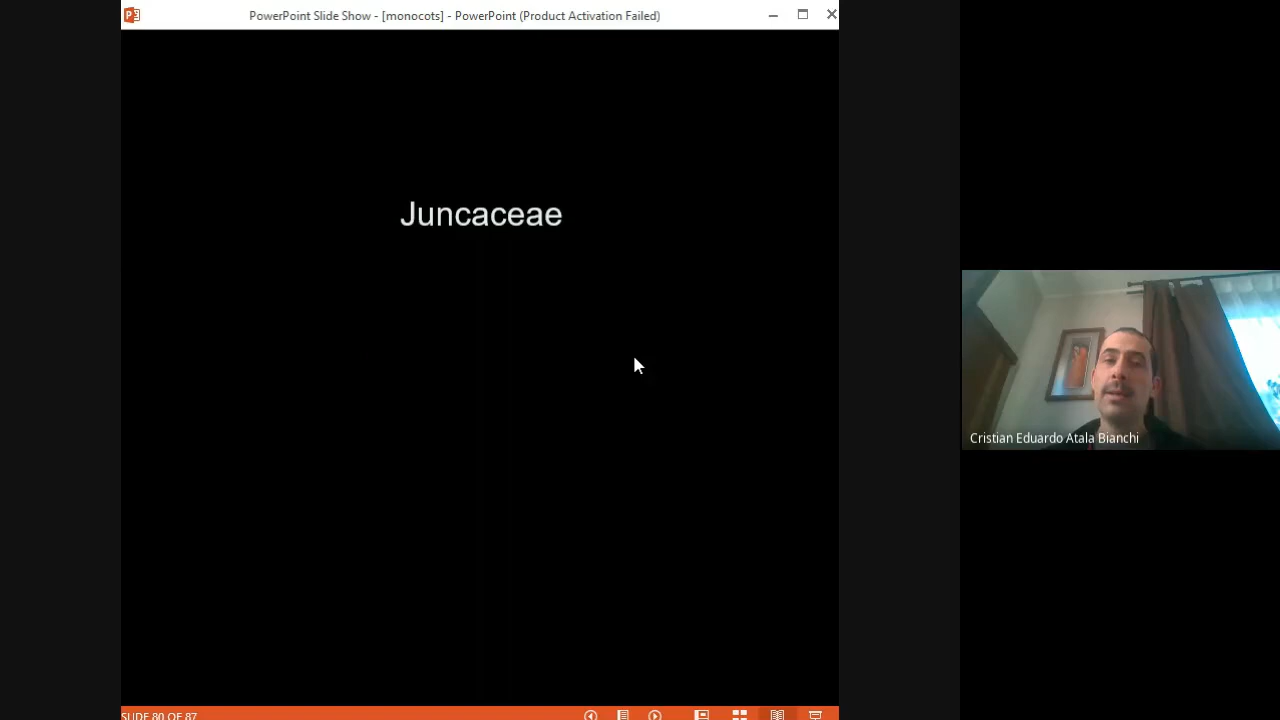 PowerPoint Slide Show - [monocots] - PowerPoint (Product Activation Failed)
Juncaceae
Cristian Eduardo Atala Bianchi
SLIDE 80 OF 87